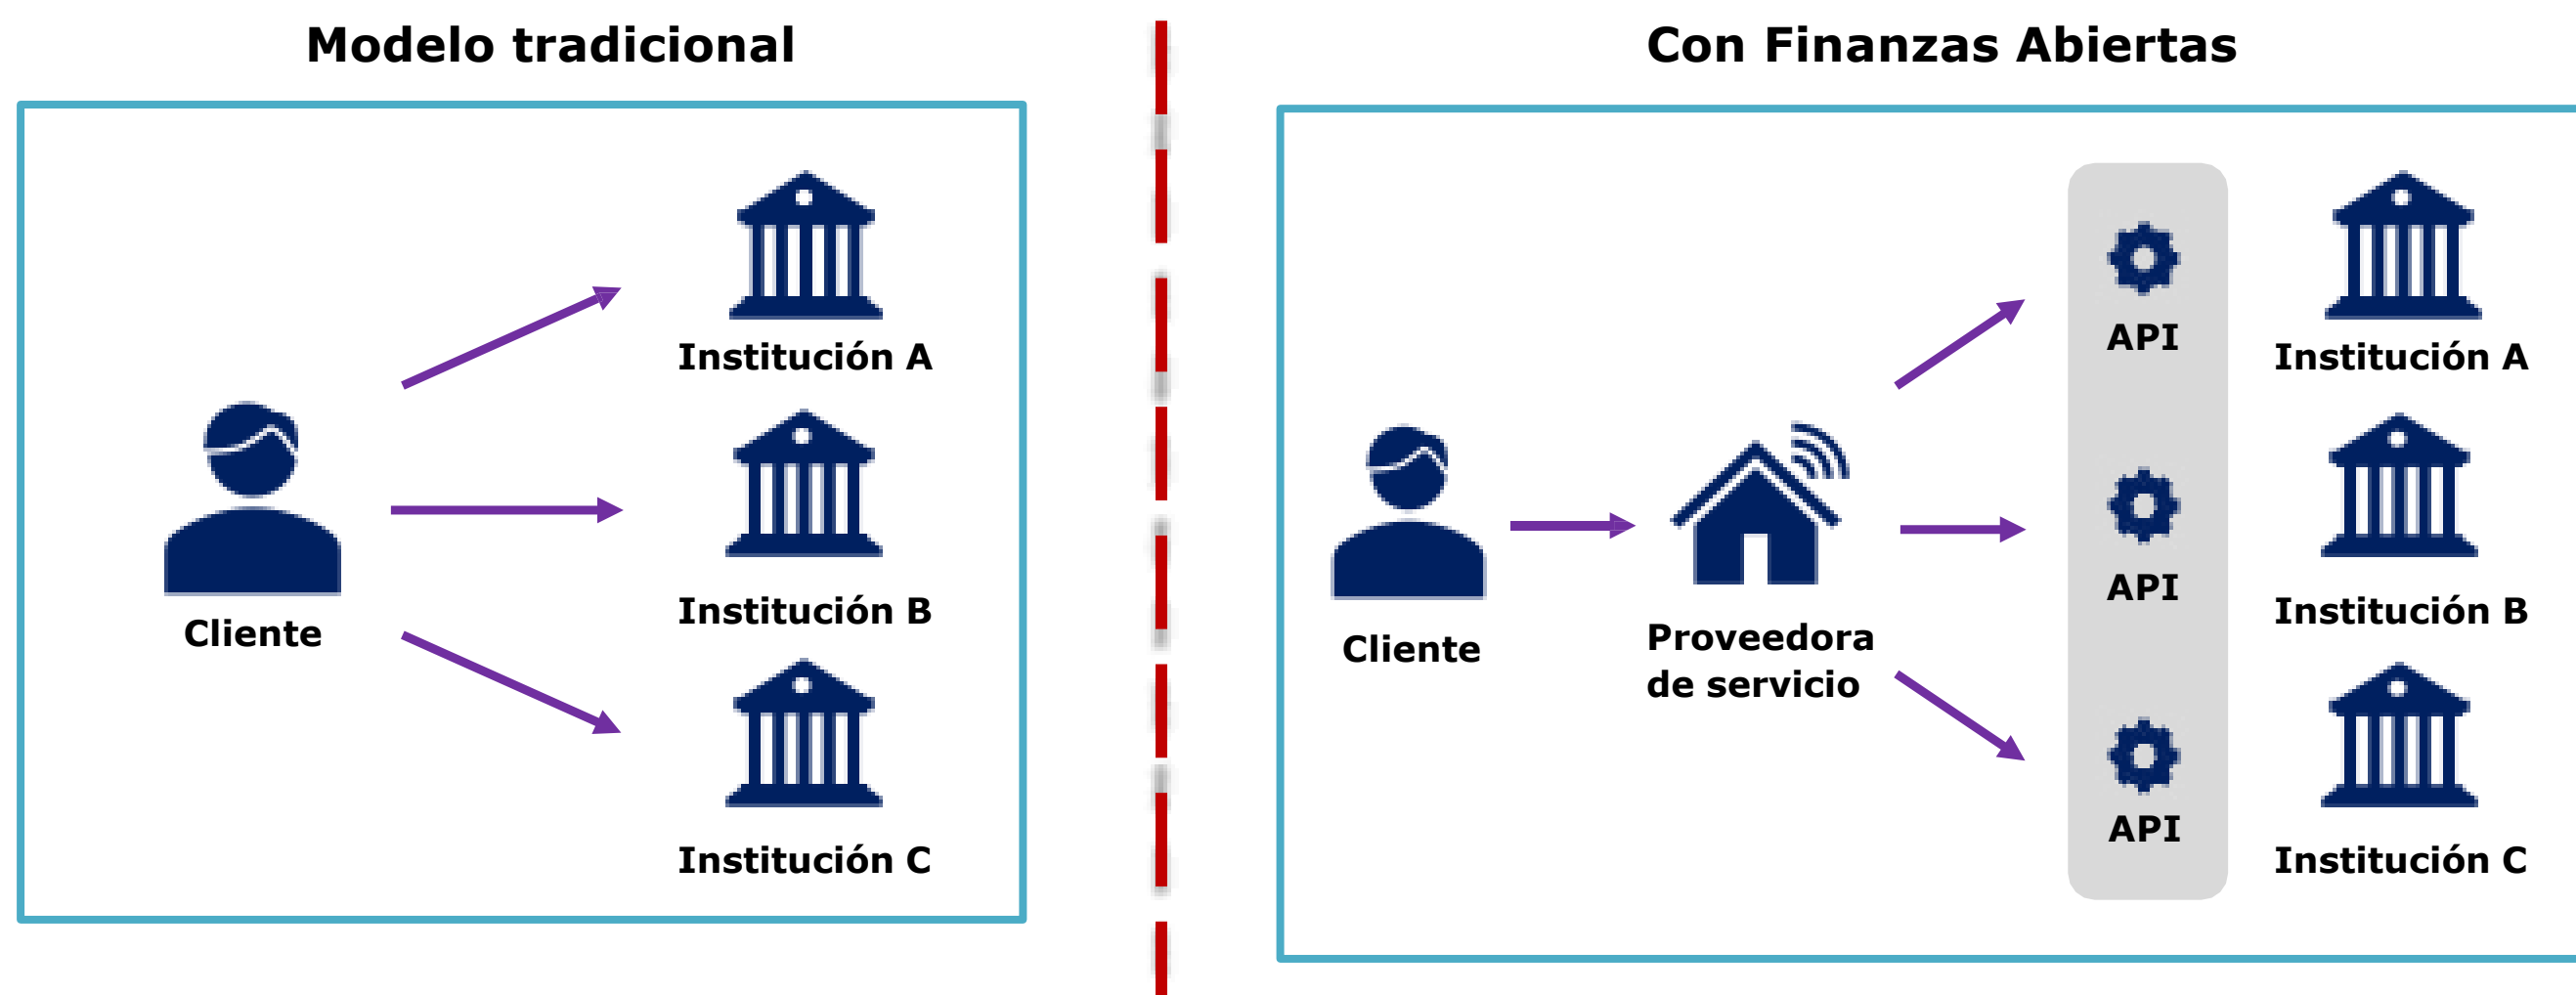 Modelo tradicional
Institución A
Institución B
Institución C
Cliente
Con Finanzas Abiertas
Cliente
Proveedora
de servicio
API
API
API
Institución A
Institución B
Institución C